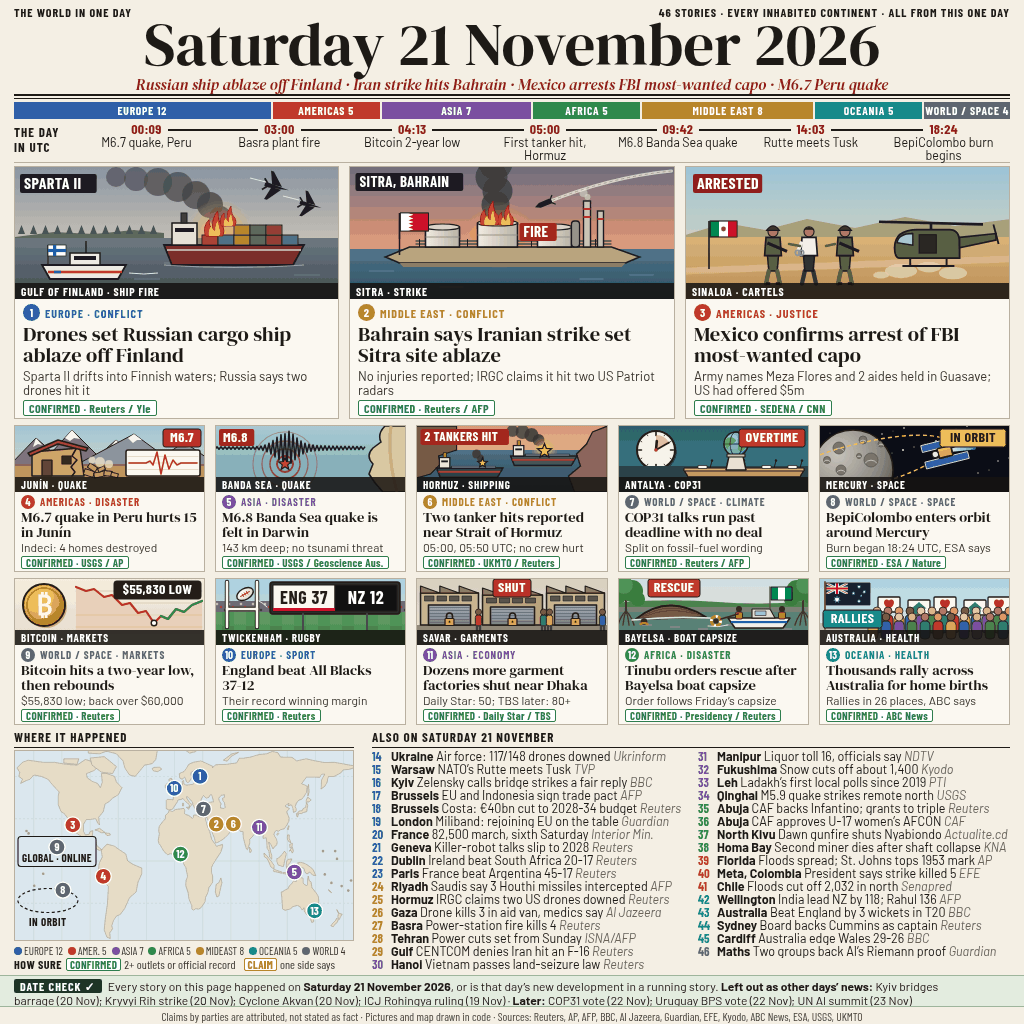 THE WORLD IN ONE DAY
46 STORIES · EVERY INHABITED CONTINENT · ALL FROM THIS ONE DAY
Saturday 21 November 2026
Russian ship ablaze off Finland · Iran strike hits Bahrain · Mexico arrests FBI most-wanted capo · M6.7 Peru quake
EUROPE 12
AMERICAS 5
ASIA 7
AFRICA 5
MIDDLE EAST 8
OCEANIA 5
WORLD / SPACE 4
THE DAY
IN UTC
00:09
M6.7 quake, Peru
03:00
Basra plant fire
04:13
Bitcoin 2-year low
05:00
First tanker hit,
Hormuz
09:42
M6.8 Banda Sea quake
14:03
Rutte meets Tusk
18:24
BepiColombo burn
begins
SPARTA II
GULF OF FINLAND · SHIP FIRE
1 EUROPE · CONFLICT
Drones set Russian cargo ship
ablaze off Finland
Sparta II drifts into Finnish waters; Russia says two
drones hit it
CONFIRMED · Reuters / Yle
SITRA, BAHRAIN
FIRE
SITRA · STRIKE
2 MIDDLE EAST · CONFLICT
Bahrain says Iranian strike set
Sitra site ablaze
No injuries reported; IRGC claims it hit two US Patriot
radars
CONFIRMED · Reuters / AFP
ARRESTED
SINALOA · CARTELS
3 AMERICAS · JUSTICE
Mexico confirms arrest of FBI
most-wanted capo
Army names Meza Flores and 2 aides held in Guasave;
US had offered $5m
CONFIRMED · SEDENA / CNN
M6.7
JUNÍN · QUAKE
4 AMERICAS · DISASTER
M6.7 quake in Peru hurts 15
in Junín
Indeci: 4 homes destroyed
CONFIRMED · USGS / AP
M6.8
BANDA SEA · QUAKE
5 ASIA · DISASTER
M6.8 Banda Sea quake is
felt in Darwin
143 km deep; no tsunami threat
CONFIRMED · USGS / Geoscience Aus.
2 TANKERS HIT
HORMUZ · SHIPPING
6 MIDDLE EAST · CONFLICT
Two tanker hits reported
near Strait of Hormuz
05:00, 05:50 UTC; no crew hurt
CONFIRMED · UKMTO / Reuters
OVERTIME
ANTALYA · COP31
7 WORLD / SPACE · CLIMATE
COP31 talks run past
deadline with no deal
Split on fossil-fuel wording
CONFIRMED · Reuters / AFP
IN ORBIT
MERCURY · SPACE
8 WORLD / SPACE · SPACE
BepiColombo enters orbit
around Mercury
Burn began 18:24 UTC, ESA says
CONFIRMED · ESA / Nature
$55,830 LOW
BITCOIN · MARKETS
9 WORLD / SPACE · MARKETS
Bitcoin hits a two-year low,
then rebounds
$55,830 low; back over $60,000
CONFIRMED · Reuters
ENG 37
NZ 12
TWICKENHAM · RUGBY
10 EUROPE · SPORT
England beat All Blacks
37-12
Their record winning margin
CONFIRMED · Reuters
SHUT
SAVAR · GARMENTS
11 ASIA · ECONOMY
Dozens more garment
factories shut near Dhaka
Daily Star: 50; TBS later: 80+
CONFIRMED · Daily Star / TBS
RESCUE
BAYELSA · BOAT CAPSIZE
12 AFRICA · DISASTER
Tinubu orders rescue after
Bayelsa boat capsize
Order follows Friday's capsize
CONFIRMED · Presidency / Reuters
RALLIES
AUSTRALIA · HEALTH
13 OCEANIA · HEALTH
Thousands rally across
Australia for home births
Rallies in 26 places, ABC says
CONFIRMED · ABC News
WHERE IT HAPPENED
1
10
7
3
2
6
11
9
GLOBAL · ONLINE
12
4
5
8
13
IN ORBIT
EUROPE 12 AMER. 5 ASIA 7 AFRICA 5 MIDEAST 8 OCEANIA 5 WORLD 4
HOW SURE CONFIRMED 2+ outlets or official record CLAIM one side says
ALSO ON SATURDAY 21 NOVEMBER
14 Ukraine Air force: 117/148 drones downed Ukrinform
15 Warsaw NATO's Rutte meets Tusk TVP
16 Kyiv Zelensky calls bridge strikes a fair reply BBC
17 Brussels EU and Indonesia sign trade pact AFP
18 Brussels Costa: €40bn cut to 2028-34 budget Reuters
19 London Miliband: rejoining EU on the table Guardian
20 France 82,500 march, sixth Saturday Interior Min.
21 Geneva Killer-robot talks slip to 2028 Reuters
22 Dublin Ireland beat South Africa 20-17 Reuters
23 Paris France beat Argentina 45-17 Reuters
24 Riyadh Saudis say 3 Houthi missiles intercepted AFP
25 Hormuz IRGC claims two US drones downed Reuters
26 Gaza Drone kills 3 in aid van, medics say Al Jazeera
27 Basra Power-station fire kills 4 Reuters
28 Tehran Power cuts set from Sunday ISNA/AFP
29 Gulf CENTCOM denies Iran hit an F-16 Reuters
30 Hanoi Vietnam passes land-seizure law Reuters
31 Manipur Liquor toll 16, officials say NDTV
32 Fukushima Snow cuts off about 1,400 Kyodo
33 Leh Ladakh's first local polls since 2019 PTI
34 Qinghai M5.9 quake strikes remote north USGS
35 Abuja CAF backs Infantino; grants to triple Reuters
36 Abuja CAF approves U-17 women's AFCON CAF
37 North Kivu Dawn gunfire shuts Nyabiondo Actualite.cd
38 Homa Bay Second miner dies after shaft collapse KNA
39 Florida Floods spread; St. Johns tops 1953 mark AP
40 Meta, Colombia President says strike killed 5 EFE
41 Chile Floods cut off 2,032 in north Senapred
42 Wellington India lead NZ by 118; Rahul 136 AFP
43 Australia Beat England by 3 wickets in T20 BBC
44 Sydney Board backs Cummins as captain Reuters
45 Cardiff Australia edge Wales 29-26 BBC
46 Maths Two groups back AI's Riemann proof Guardian
DATE CHECK ✓ Every story on this page happened on Saturday 21 November 2026, or is that day's new development in a running story. Left out as other days' news: Kyiv bridges
barrage (20 Nov); Kryvyi Rih strike (20 Nov); Cyclone Akvan (20 Nov); ICJ Rohingya ruling (19 Nov) · Later: COP31 vote (22 Nov); Uruguay BPS vote (22 Nov); UN AI summit (23 Nov)
Claims by parties are attributed, not stated as fact · Pictures and map drawn in code · Sources: Reuters, AP, AFP, BBC, Al Jazeera, Guardian, EFE, Kyodo, ABC News, ESA, USGS, UKMTO